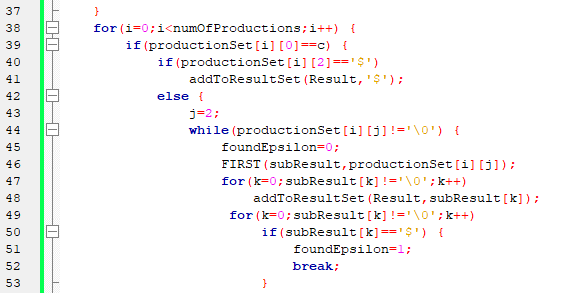 37 }
38 for(i=0;i<numOfProductions;i++) {
39 if(productionSet[i][0]==c) {
40 if(productionSet[i][2]=='$')
41 addToResultSet(Result,'$');
42 else {
43 j=2;
44 while(productionSet[i][j]!='\0') {
45 foundEpsilon=0;
46 FIRST(subResult,productionSet[i][j]);
47 for(k=0;subResult[k]!='\0';k++)
48 addToResultSet(Result,subResult[k]);
49 for(k=0;subResult[k]!='\0';k++)
50 if(subResult[k]=='$') {
51 foundEpsilon=1;
52 break;
53 }